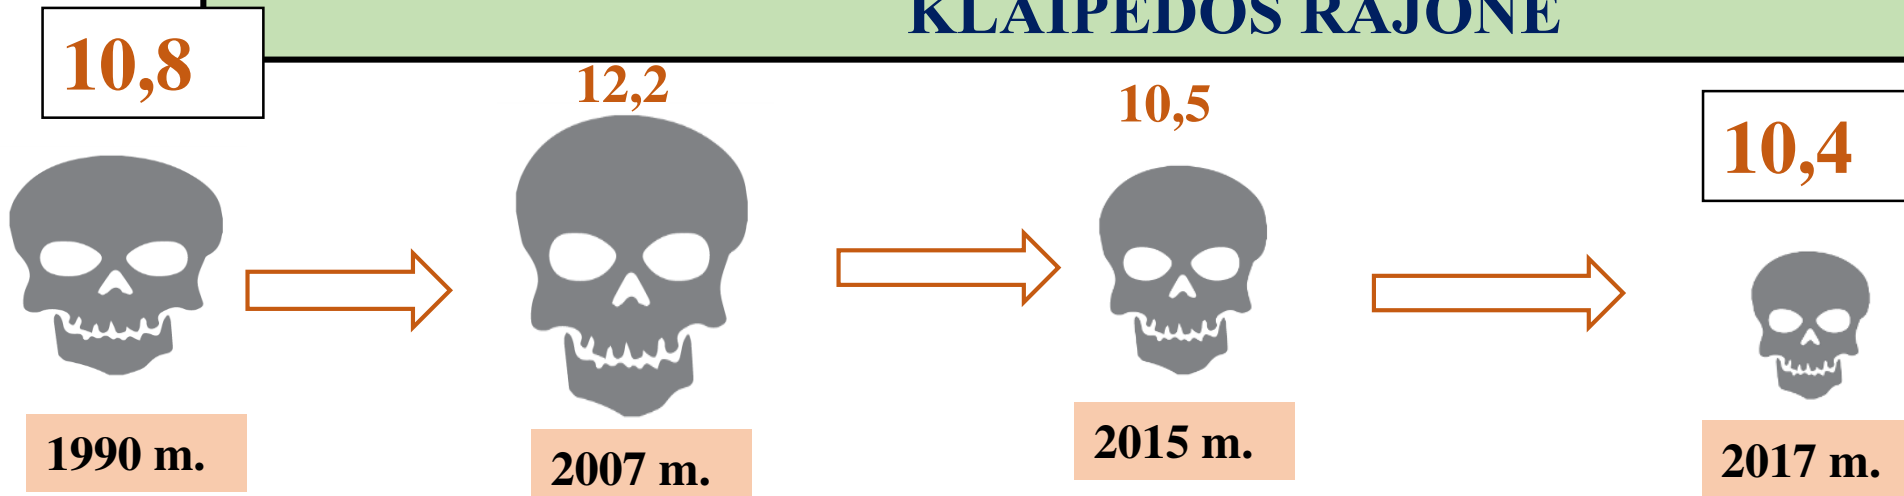 KLAIPĖDOS RAJONE
10,8
12,2
10,5
10,4
1990 m.
2007 m.
2015 m.
2017 m.